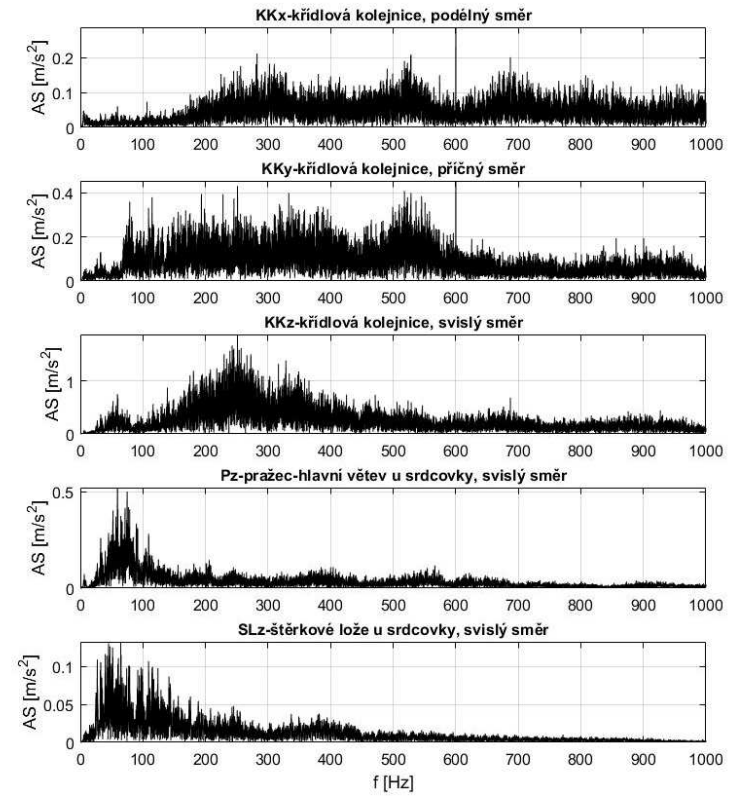 KKx-křídlová kolejnice, podélný směr
AS [m/s²]
0.2
0.1
0
0 100 200 300 400 500 600 700 800 900 1000
KKy-křídlová kolejnice, příčný směr
AS [m/s²]
0.4
0.2
0
0 100 200 300 400 500 600 700 800 900 1000
KKz-křídlová kolejnice, svislý směr
AS [m/s²]
1
0
0 100 200 300 400 500 600 700 800 900 1000
Pz-pražec-hlavní větev u srdcovky, svislý směr
AS [m/s²]
0.5
0
0 100 200 300 400 500 600 700 800 900 1000
SLz-štěrkové lože u srdcovky, svislý směr
AS [m/s²]
0.1
0.05
0
0 100 200 300 400 500 600 700 800 900 1000
f [Hz]